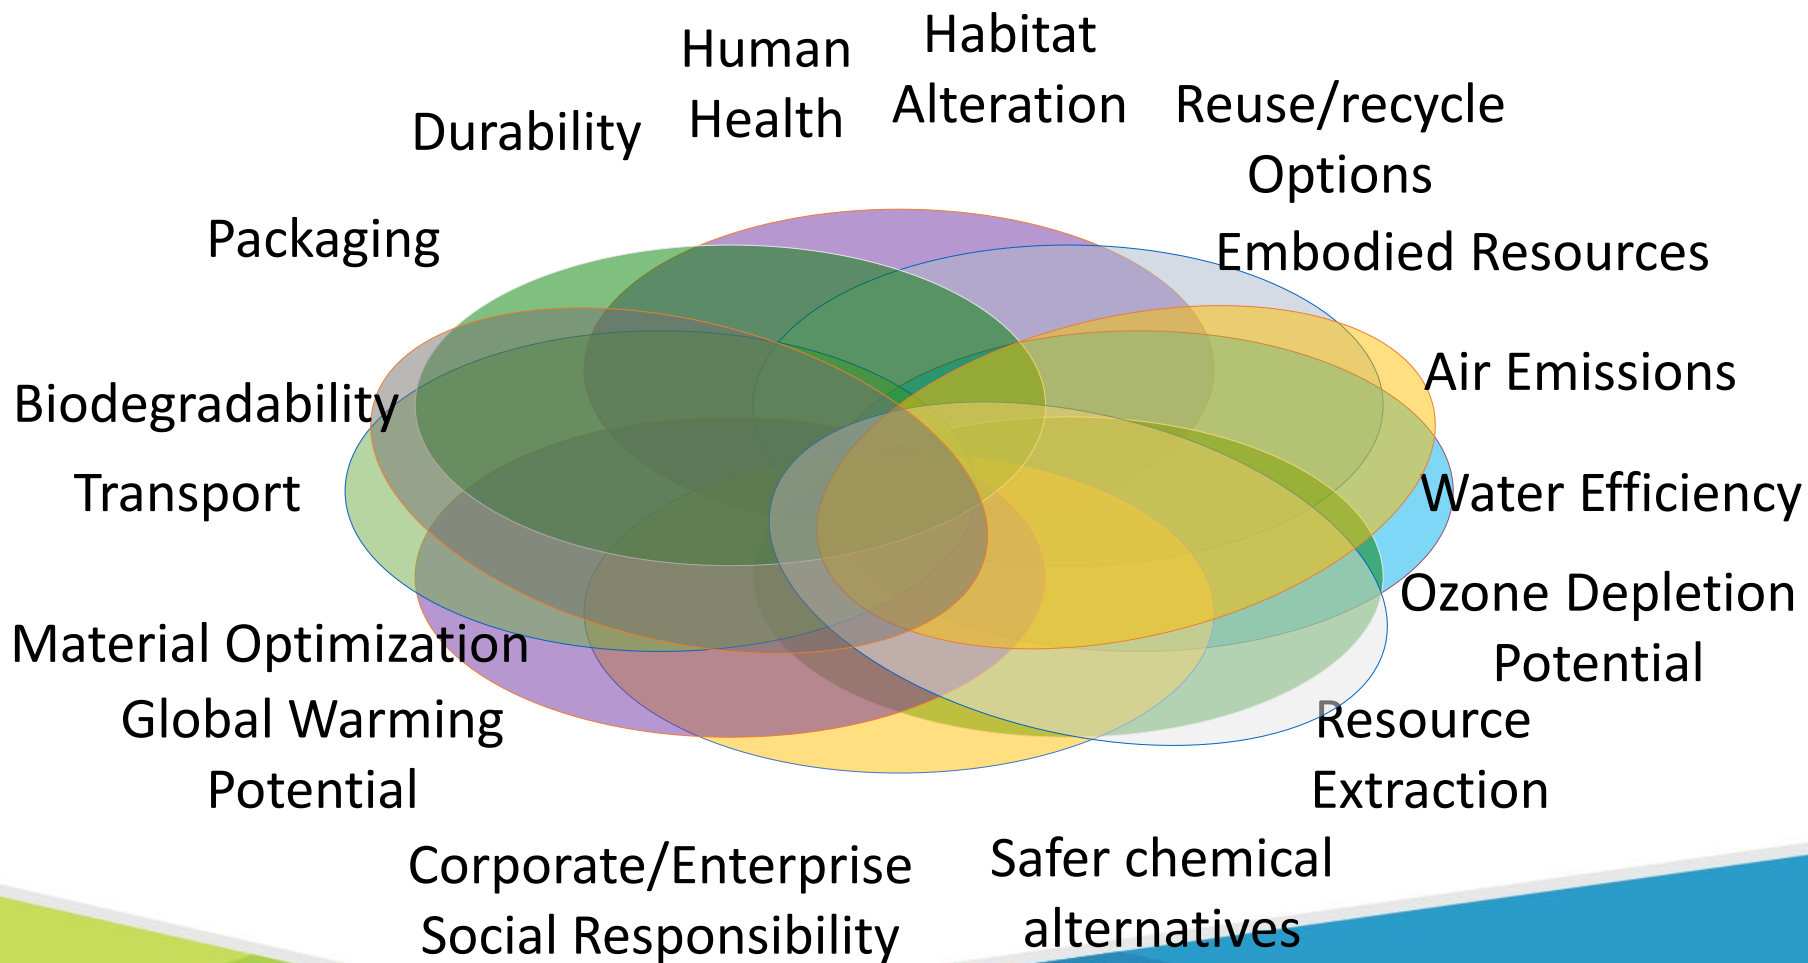 Human
Health
Habitat
Alteration
Durability
Reuse/recycle
Options
Packaging
Embodied Resources
Biodegradability
Air Emissions
Transport
Water Efficiency
Ozone Depletion
Potential
Material Optimization
Global Warming
Potential
Resource
Extraction
Corporate/Enterprise
Social Responsibility
Safer chemical
alternatives